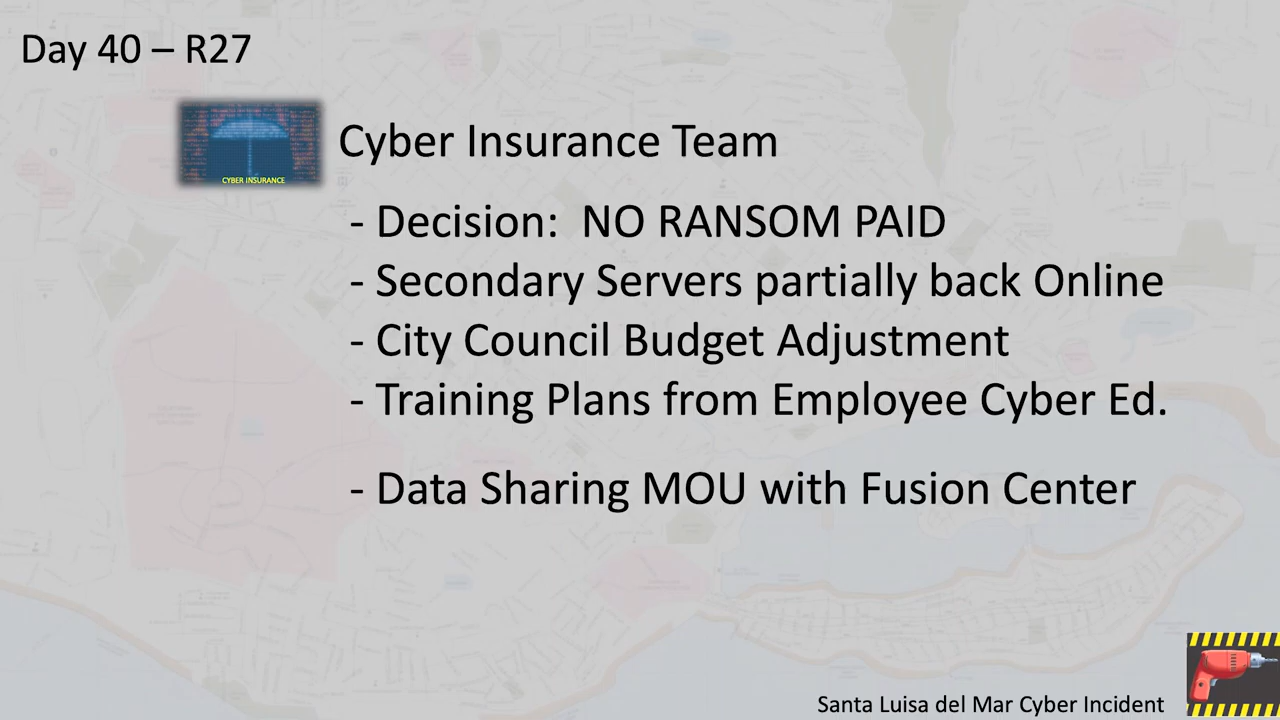 Day 40 – R27
CYBER INSURANCE
Cyber Insurance Team
- Decision:  NO RANSOM PAID
- Secondary Servers partially back Online
- City Council Budget Adjustment
- Training Plans from Employee Cyber Ed.
- Data Sharing MOU with Fusion Center
Santa Luisa del Mar Cyber Incident